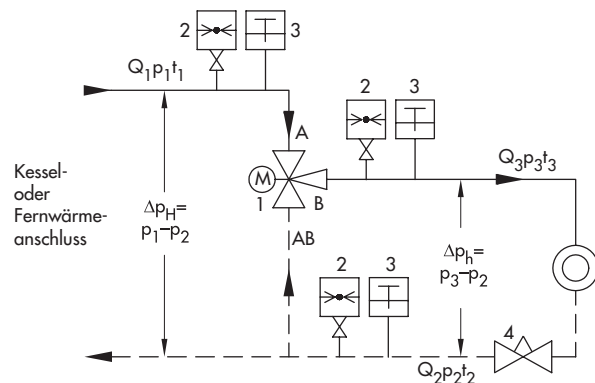 2 3
Q1p1t1
A
2 3
Q3p3t3
Kessel-
oder
Fernwärme-
anschluss
ΔpH=
p1–p2
M
1 B
AB
Δph=
p3–p2
2 3
4
Q2p2t2